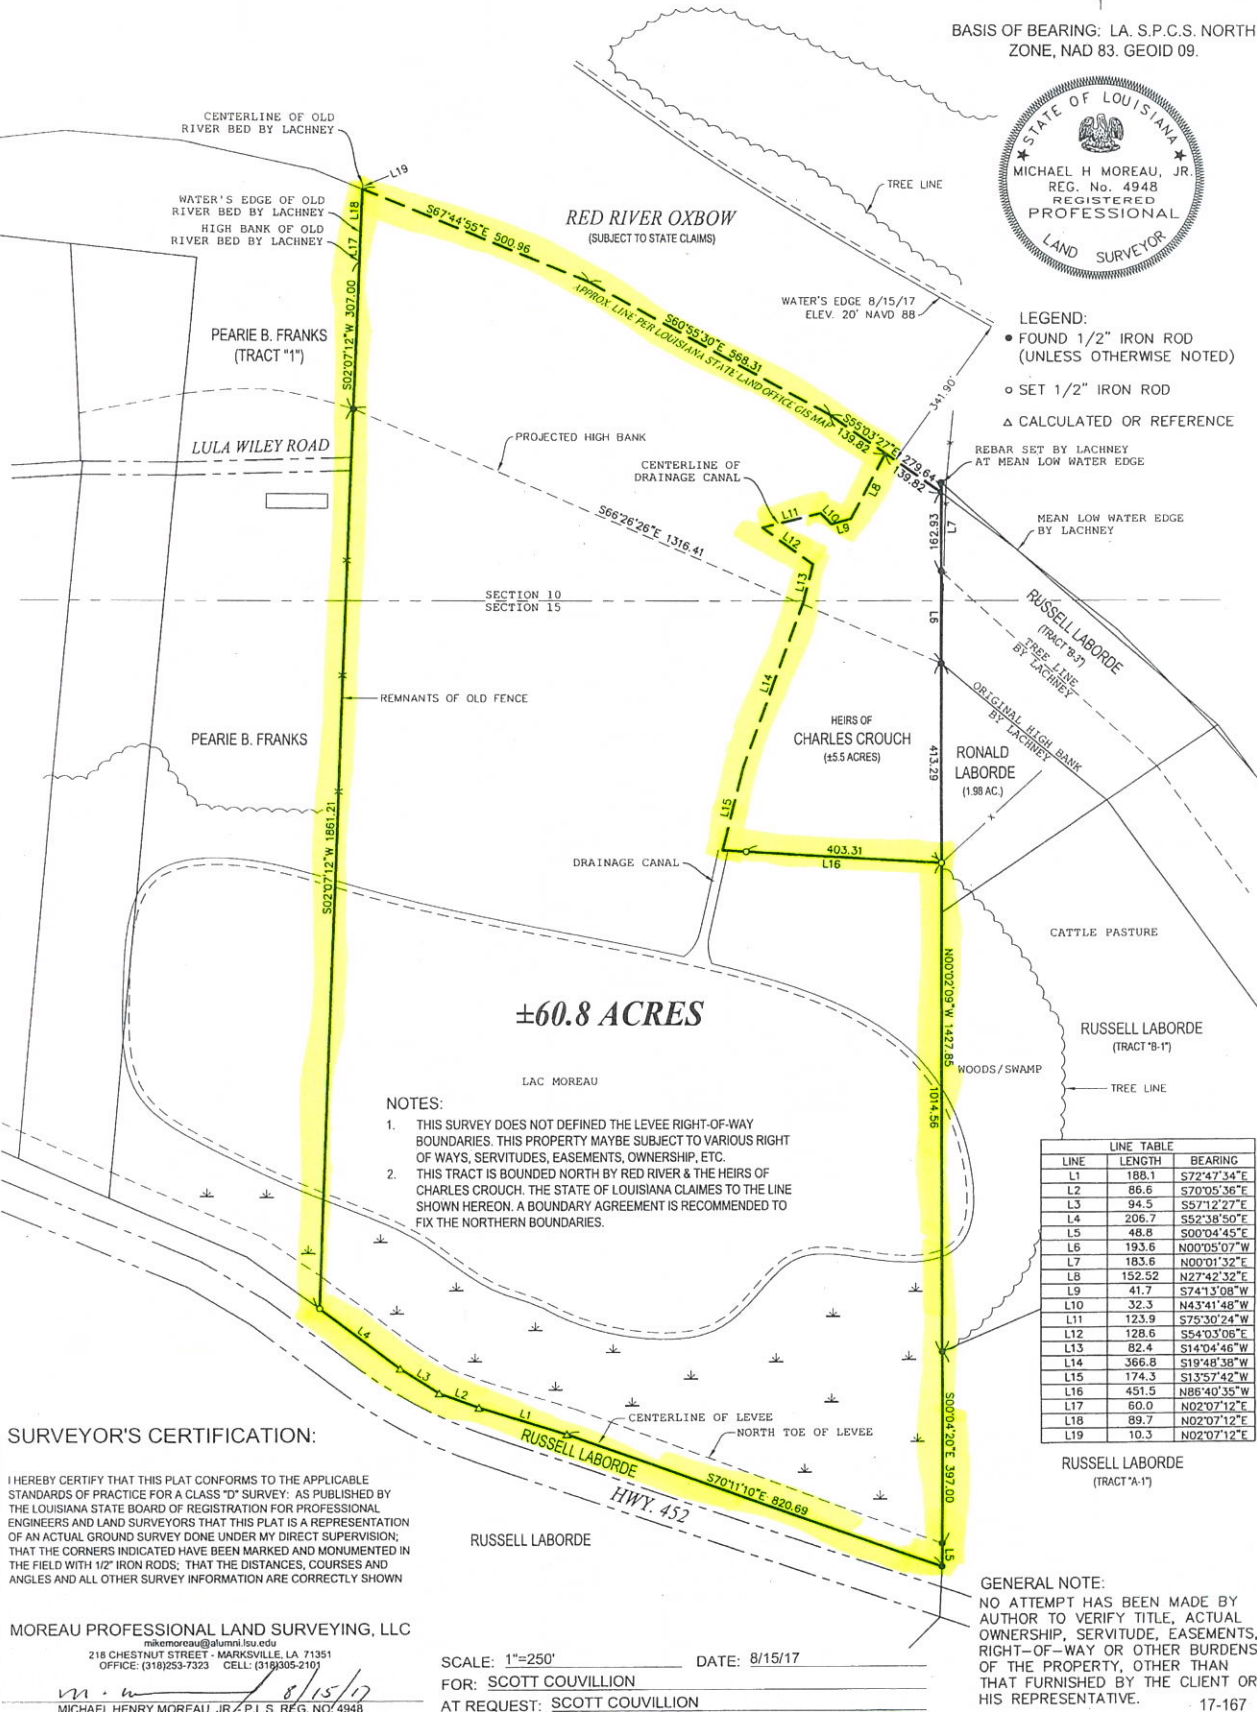 BASIS OF BEARING: LA. S.P.C.S. NORTH
ZONE, NAD 83. GEOID 09.
STATE OF LOUISIANA
MICHAEL H MOREAU, JR.
REG. No. 4948
REGISTERED
PROFESSIONAL
LAND SURVEYOR
CENTERLINE OF OLD
RIVER BED BY LACHNEY
L19
WATER'S EDGE OF OLD
RIVER BED BY LACHNEY
HIGH BANK OF OLD
RIVER BED BY LACHNEY
L18
L17
S67°44'55"E 500.96
RED RIVER OXBOW
(SUBJECT TO STATE CLAIMS)
TREE LINE
WATER'S EDGE 8/15/17
ELEV. 20' NAVD 88
LEGEND:
FOUND 1/2" IRON ROD
(UNLESS OTHERWISE NOTED)
SET 1/2" IRON ROD
CALCULATED OR REFERENCE
PEARIE B. FRANKS
(TRACT "1")
S02°07'12"W 307.00
S60°55'30"E 568.31
APPROX LINE PER LOUISIANA STATE LAND OFFICE GIS MAP
S55°03'27"E 279.64
139.82
139.82
341.90'
LULA WILEY ROAD
PROJECTED HIGH BANK
CENTERLINE OF
DRAINAGE CANAL
REBAR SET BY LACHNEY
AT MEAN LOW WATER EDGE
MEAN LOW WATER EDGE
BY LACHNEY
L8
L11
L10
L9
L12
L13
S66°26'26"E 1316.41
162.93
L7
SECTION 10
SECTION 15
L6
RUSSELL LABORDE
(TRACT "B-3")
TREE LINE
BY LACHNEY
REMNANTS OF OLD FENCE
L14
ORIGINAL HIGH BANK
BY LACHNEY
PEARIE B. FRANKS
HEIRS OF
CHARLES CROUCH
(±5.5 ACRES)
413.29
RONALD
LABORDE
(1.98 AC.)
L15
S02°07'12"W 1861.21
DRAINAGE CANAL
403.31
L16
CATTLE PASTURE
N00°02'09"W 1427.85
±60.8 ACRES
RUSSELL LABORDE
(TRACT "B-1")
WOODS/SWAMP
LAC MOREAU
TREE LINE
1014.56
NOTES:
1. THIS SURVEY DOES NOT DEFINED THE LEVEE RIGHT-OF-WAY
BOUNDARIES. THIS PROPERTY MAYBE SUBJECT TO VARIOUS RIGHT
OF WAYS, SERVITUDES, EASEMENTS, OWNERSHIP, ETC.
2. THIS TRACT IS BOUNDED NORTH BY RED RIVER & THE HEIRS OF
CHARLES CROUCH. THE STATE OF LOUISIANA CLAIMES TO THE LINE
SHOWN HEREON. A BOUNDARY AGREEMENT IS RECOMMENDED TO
FIX THE NORTHERN BOUNDARIES.
LINE TABLE
LINE LENGTH BEARING
L1 188.1 S72°47'34"E
L2 86.6 S70°05'36"E
L3 94.5 S57°12'27"E
L4 206.7 S52°38'50"E
L5 48.8 S00°04'45"E
L6 193.6 N00°05'07"W
L7 183.6 N00°01'32"E
L8 152.52 N27°42'32"E
L9 41.7 S74°13'08"W
L10 32.3 N43°41'48"W
L11 123.9 S75°30'24"W
L12 128.6 S54°03'06"E
L13 82.4 S14°04'46"W
L14 366.8 S19°48'38"W
L15 174.3 S13°57'42"W
L16 451.5 N86°40'35"W
L17 60.0 N02°07'12"E
L18 89.7 N02°07'12"E
L19 10.3 N02°07'12"E
L4
L3
L2
L1
CENTERLINE OF LEVEE
NORTH TOE OF LEVEE
RUSSELL LABORDE
S70°11'10"E 820.69
S00°04'20"E 397.00
L5
HWY. 452
RUSSELL LABORDE
RUSSELL LABORDE
(TRACT "A-1")
SURVEYOR'S CERTIFICATION:
I HEREBY CERTIFY THAT THIS PLAT CONFORMS TO THE APPLICABLE
STANDARDS OF PRACTICE FOR A CLASS "D" SURVEY: AS PUBLISHED BY
THE LOUISIANA STATE BOARD OF REGISTRATION FOR PROFESSIONAL
ENGINEERS AND LAND SURVEYORS THAT THIS PLAT IS A REPRESENTATION
OF AN ACTUAL GROUND SURVEY DONE UNDER MY DIRECT SUPERVISION;
THAT THE CORNERS INDICATED HAVE BEEN MARKED AND MONUMENTED IN
THE FIELD WITH 1/2" IRON RODS; THAT THE DISTANCES, COURSES AND
ANGLES AND ALL OTHER SURVEY INFORMATION ARE CORRECTLY SHOWN
MOREAU PROFESSIONAL LAND SURVEYING, LLC
mikemoreau@alumni.lsu.edu
218 CHESTNUT STREET - MARKSVILLE, LA 71351
OFFICE: (318)253-7323 CELL: (318)305-2101
8/15/17
MICHAEL HENRY MOREAU, JR. P.L.S. REG. NO. 4948
SCALE: 1"=250' DATE: 8/15/17
FOR: SCOTT COUVILLION
AT REQUEST: SCOTT COUVILLION
GENERAL NOTE:
NO ATTEMPT HAS BEEN MADE BY
AUTHOR TO VERIFY TITLE, ACTUAL
OWNERSHIP, SERVITUDE, EASEMENTS,
RIGHT-OF-WAY OR OTHER BURDENS
OF THE PROPERTY, OTHER THAN
THAT FURNISHED BY THE CLIENT OR
HIS REPRESENTATIVE.
17-167